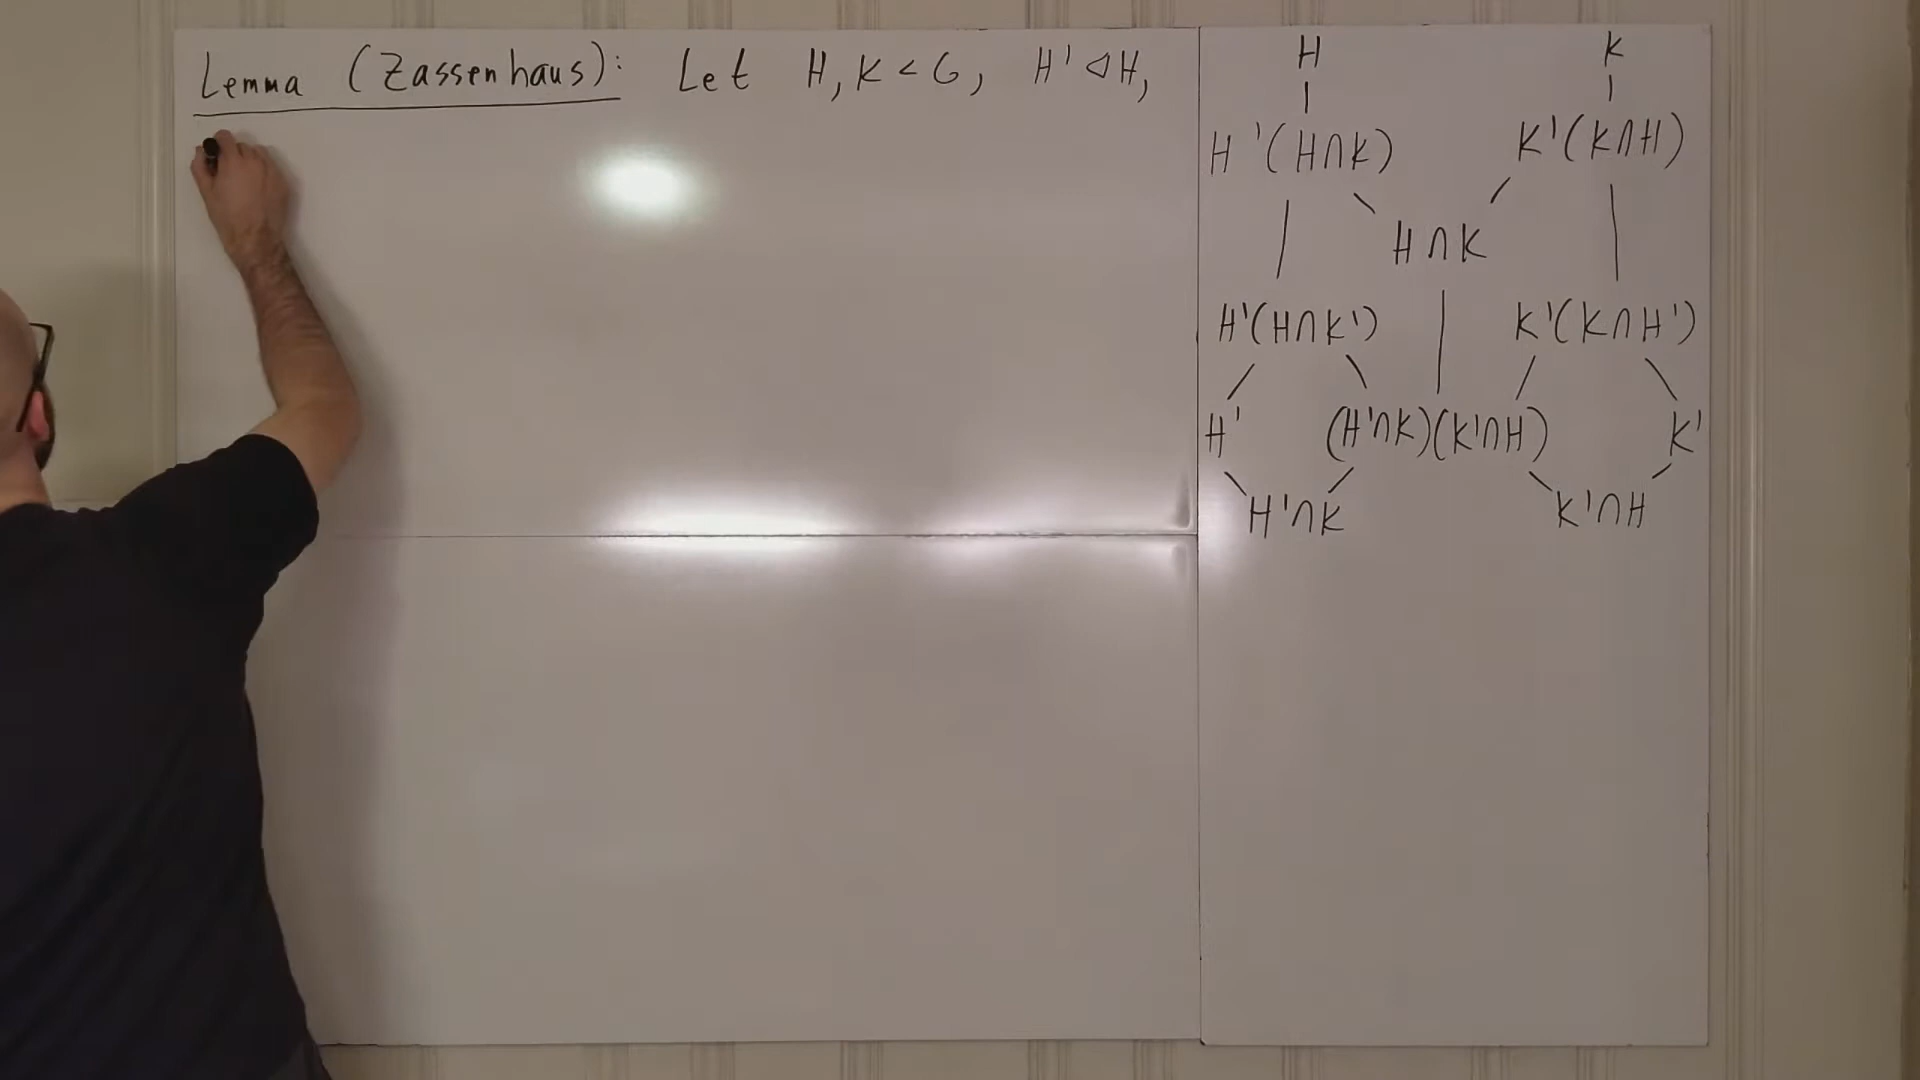 Lemma (Zassenhaus): Let H, K < G, H' ◁ H,
H K
H'(H∩K) K'(K∩H)
H∩K
H'(H∩K') K'(K∩H')
H' (H'∩K)(K'∩H) K'
H'∩K K'∩H